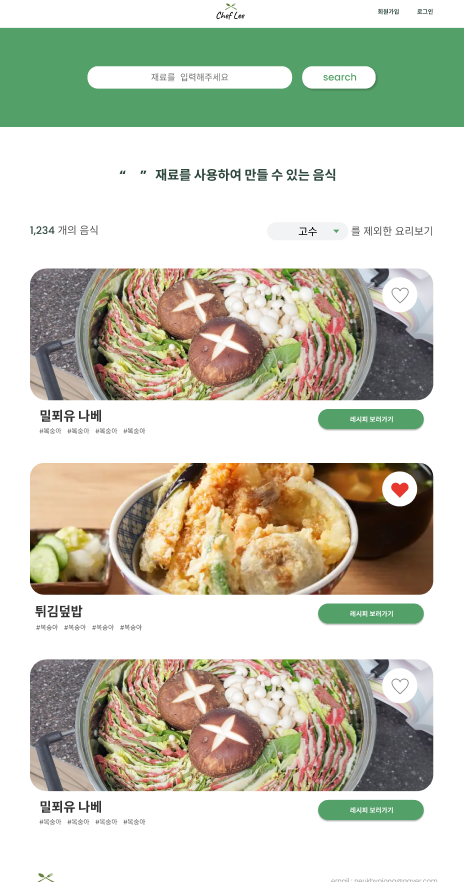 Chef Lee
회원가입 로그인
재료를 입력해주세요
search
“ ” 재료를 사용하여 만들 수 있는 음식
1,234 개의 음식
고수 를 제외한 요리보기
밀푀유 나베
레시피 보러가기
#복숭아 #복숭아 #복숭아 #복숭아
튀김덮밥
레시피 보러가기
#복숭아 #복숭아 #복숭아 #복숭아
밀푀유 나베
레시피 보러가기
#복숭아 #복숭아 #복숭아 #복숭아
email :